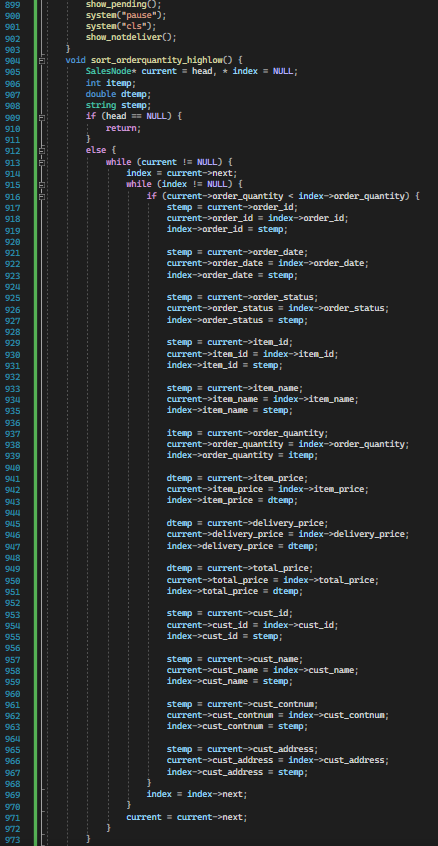 899 show_pending();
900 system("pause");
901 system("cls");
902 show_notdeliver();
903 }
904 void sort_orderquantity_highlow() {
905 SalesNode* current = head, * index = NULL;
906 int itemp;
907 double dtemp;
908 string stemp;
909 if (head == NULL) {
910 return;
911 }
912 else {
913 while (current != NULL) {
914 index = current->next;
915 while (index != NULL) {
916 if (current->order_quantity < index->order_quantity) {
917 stemp = current->order_id;
918 current->order_id = index->order_id;
919 index->order_id = stemp;
920
921 stemp = current->order_date;
922 current->order_date = index->order_date;
923 index->order_date = stemp;
924
925 stemp = current->order_status;
926 current->order_status = index->order_status;
927 index->order_status = stemp;
928
929 stemp = current->item_id;
930 current->item_id = index->item_id;
931 index->item_id = stemp;
932
933 stemp = current->item_name;
934 current->item_name = index->item_name;
935 index->item_name = stemp;
936
937 itemp = current->order_quantity;
938 current->order_quantity = index->order_quantity;
939 index->order_quantity = itemp;
940
941 dtemp = current->item_price;
942 current->item_price = index->item_price;
943 index->item_price = dtemp;
944
945 dtemp = current->delivery_price;
946 current->delivery_price = index->delivery_price;
947 index->delivery_price = dtemp;
948
949 dtemp = current->total_price;
950 current->total_price = index->total_price;
951 index->total_price = dtemp;
952
953 stemp = current->cust_id;
954 current->cust_id = index->cust_id;
955 index->cust_id = stemp;
956
957 stemp = current->cust_name;
958 current->cust_name = index->cust_name;
959 index->cust_name = stemp;
960
961 stemp = current->cust_contnum;
962 current->cust_contnum = index->cust_contnum;
963 index->cust_contnum = stemp;
964
965 stemp = current->cust_address;
966 current->cust_address = index->cust_address;
967 index->cust_address = stemp;
968 }
969 index = index->next;
970 }
971 current = current->next;
972 }
973 }